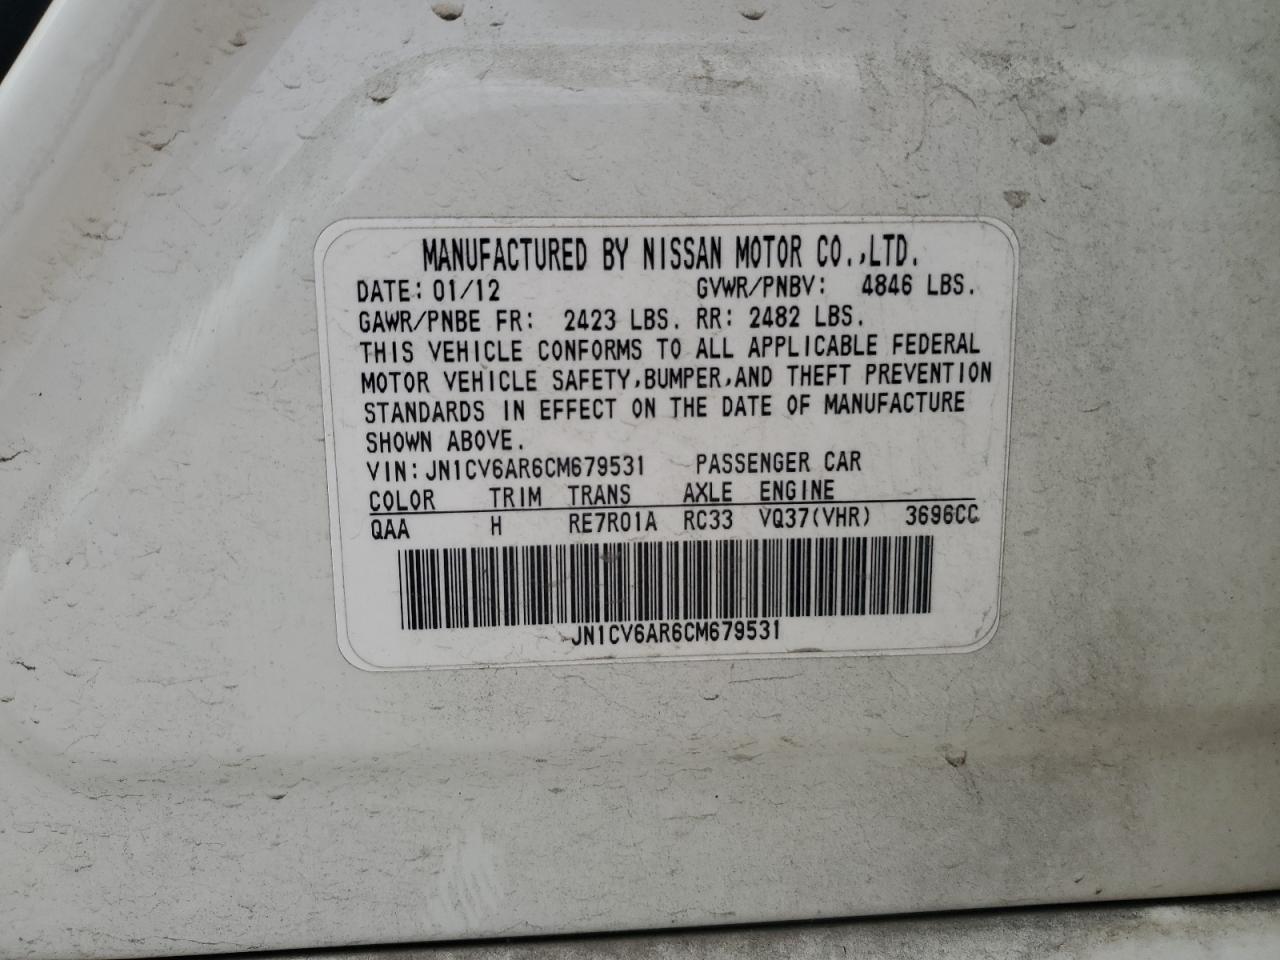 MANUFACTURED BY NISSAN MOTOR CO.,LTD.
DATE: 01/12 GVWR/PNBV: 4846 LBS.
GAWR/PNBE FR: 2423 LBS. RR: 2482 LBS.
THIS VEHICLE CONFORMS TO ALL APPLICABLE FEDERAL
MOTOR VEHICLE SAFETY,BUMPER,AND THEFT PREVENTION
STANDARDS IN EFFECT ON THE DATE OF MANUFACTURE
SHOWN ABOVE.
VIN: JN1CV6AR6CM679531 PASSENGER CAR
COLOR TRIM TRANS AXLE ENGINE
QAA H RE7R01A RC33 VQ37(VHR) 3696CC
JN1CV6AR6CM679531